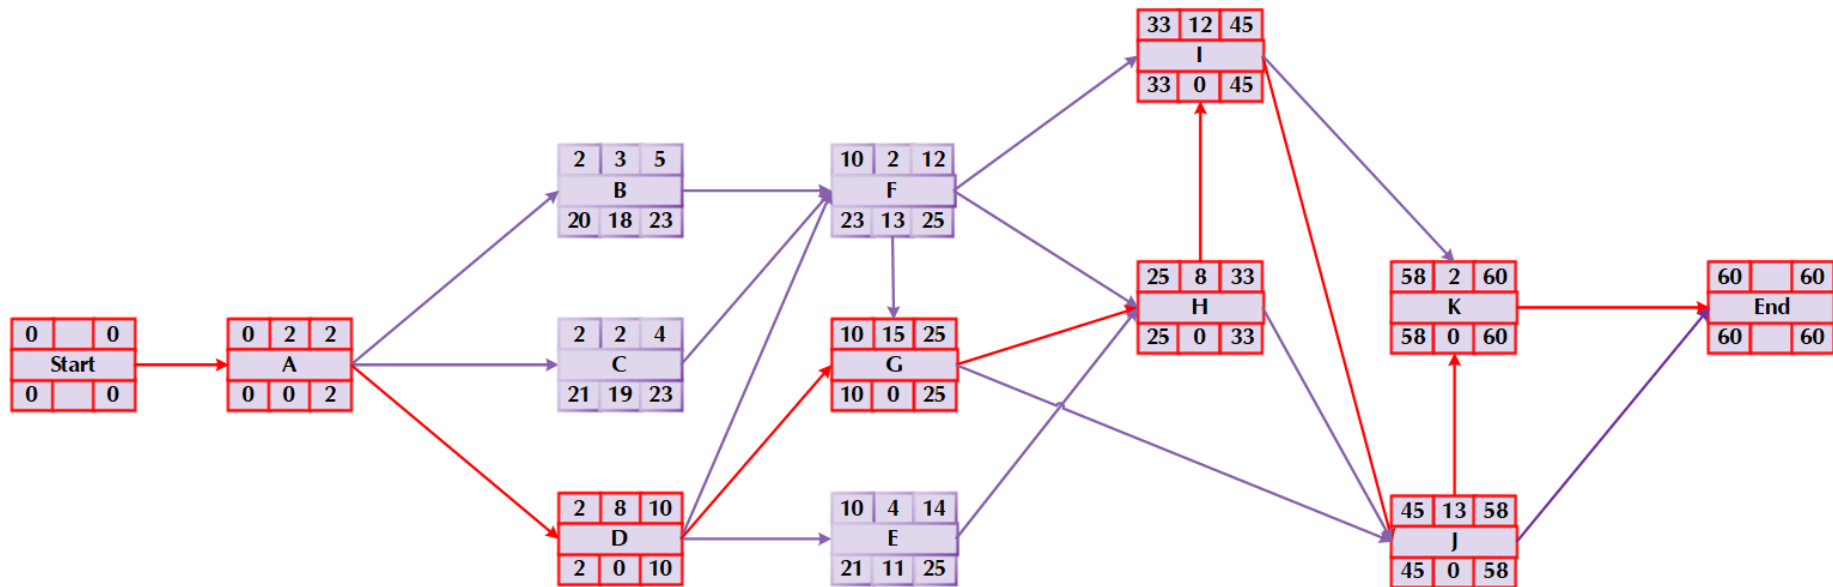 0 0
Start
0 0
0 2 2
A
0 0 2
2 3 5
B
20 18 23
2 2 4
C
21 19 23
2 8 10
D
2 0 10
10 2 12
F
23 13 25
10 15 25
G
10 0 25
10 4 14
E
21 11 25
33 12 45
I
33 0 45
25 8 33
H
25 0 33
58 2 60
K
58 0 60
45 13 58
J
45 0 58
60 60
End
60 60